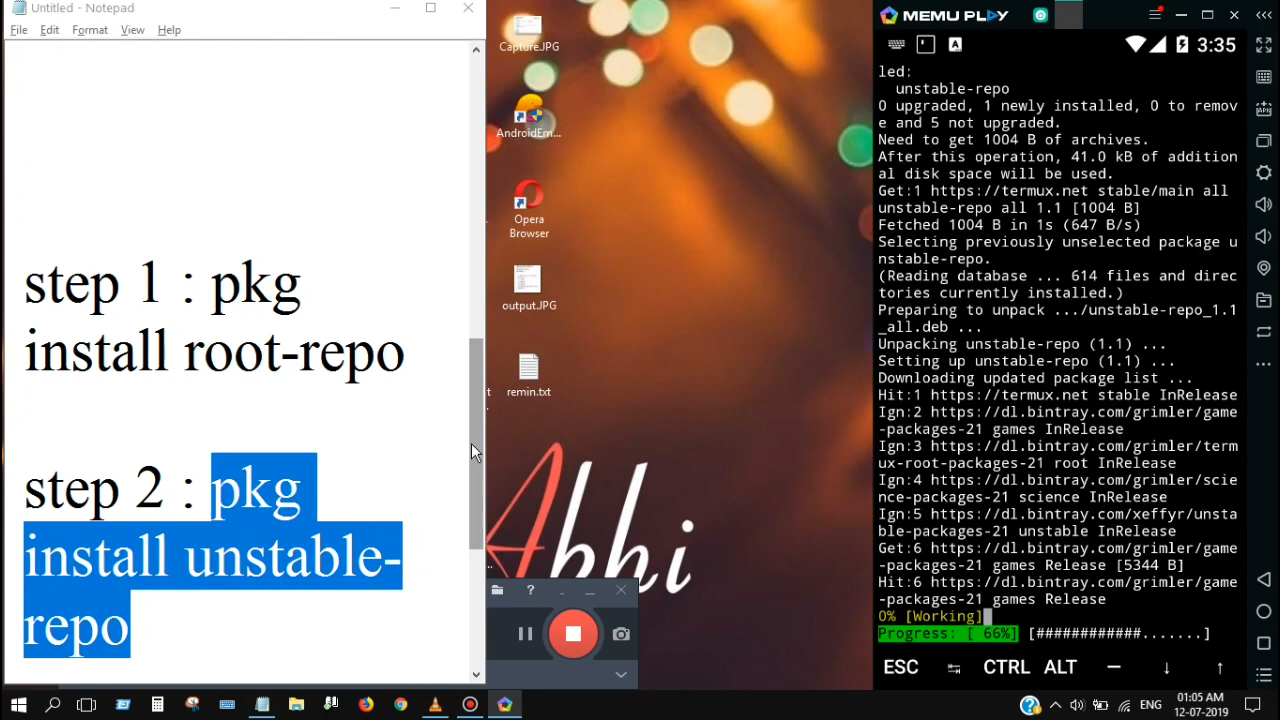 Untitled - Notepad
File Edit Format View Help
step 1 : pkg
install root-repo
step 2 : pkg
install unstable-
repo
Capture.JPG
AndroidEm...
Opera
Browser
output.JPG
remin.txt
Abhi
MEMU PLAY
3:35
led:
unstable-repo
0 upgraded, 1 newly installed, 0 to remov
e and 5 not upgraded.
Need to get 1004 B of archives.
After this operation, 41.0 kB of addition
al disk space will be used.
Get:1 https://termux.net stable/main all
unstable-repo all 1.1 [1004 B]
Fetched 1004 B in 1s (647 B/s)
Selecting previously unselected package u
nstable-repo.
(Reading database ... 614 files and direc
tories currently installed.)
Preparing to unpack .../unstable-repo_1.1
_all.deb ...
Unpacking unstable-repo (1.1) ...
Setting up unstable-repo (1.1) ...
Downloading updated package list ...
Hit:1 https://termux.net stable InRelease
Ign:2 https://dl.bintray.com/grimler/game
-packages-21 games InRelease
Ign:3 https://dl.bintray.com/grimler/term
ux-root-packages-21 root InRelease
Ign:4 https://dl.bintray.com/grimler/scie
nce-packages-21 science InRelease
Ign:5 https://dl.bintray.com/xeffyr/unsta
ble-packages-21 unstable InRelease
Get:6 https://dl.bintray.com/grimler/game
-packages-21 games Release [5344 B]
Hit:6 https://dl.bintray.com/grimler/game
-packages-21 games Release
0% [Working]
Progress: [ 66%] [############.......]
ESC CTRL ALT – ↓ ↑
ENG
01:05 AM
12-07-2019